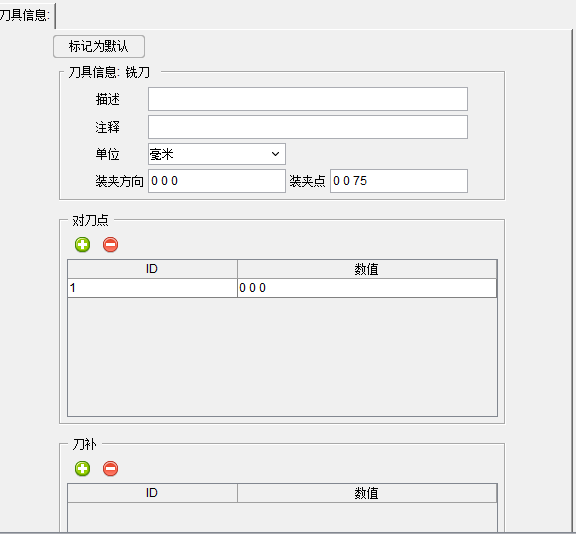 刀具信息:
标记为默认
刀具信息: 铣刀
描述
注释
单位 毫米
装夹方向 0 0 0 装夹点 0 0 75
对刀点
ID 数值
1 0 0 0
刀补
ID 数值